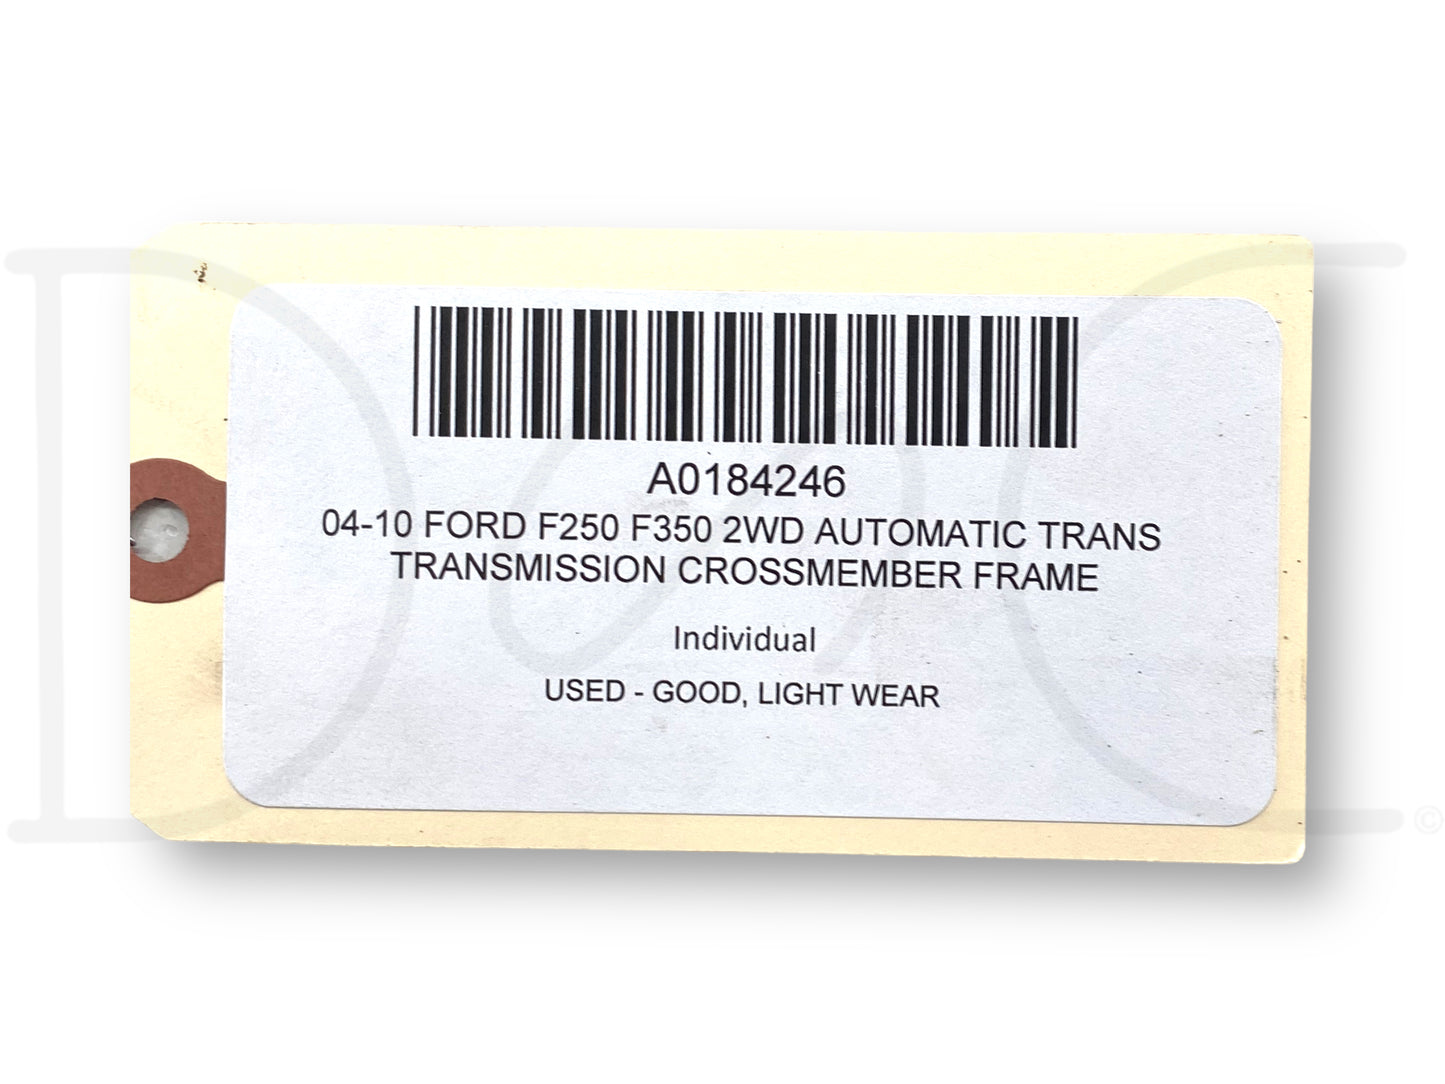 A0184246
04-10 FORD F250 F350 2WD AUTOMATIC TRANS
TRANSMISSION CROSSMEMBER FRAME
Individual
USED - GOOD, LIGHT WEAR
©